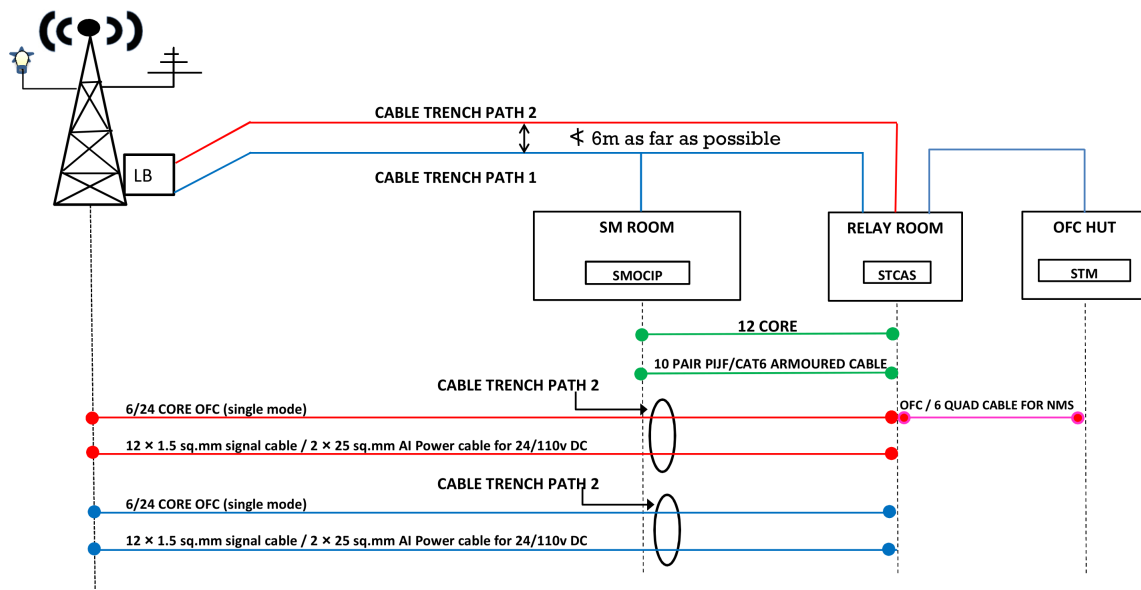 CABLE TRENCH PATH 2
∢ 6m as far as possible
LB
CABLE TRENCH PATH 1
SM ROOM
RELAY ROOM
OFC HUT
SMOCIP
STCAS
STM
12 CORE
10 PAIR PIJF/CAT6 ARMOURED CABLE
CABLE TRENCH PATH 2
6/24 CORE OFC (single mode)
OFC / 6 QUAD CABLE FOR NMS
12 × 1.5 sq.mm signal cable / 2 × 25 sq.mm AI Power cable for 24/110v DC
CABLE TRENCH PATH 2
6/24 CORE OFC (single mode)
12 × 1.5 sq.mm signal cable / 2 × 25 sq.mm AI Power cable for 24/110v DC